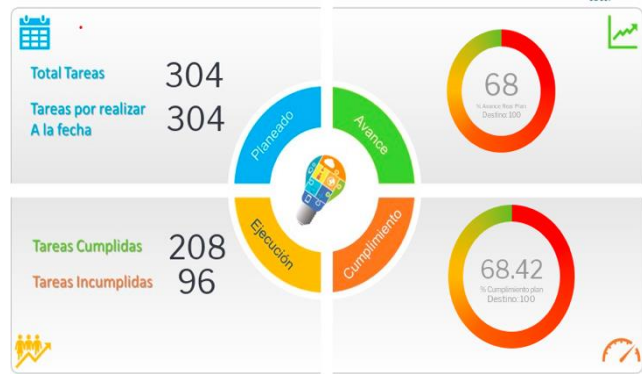 Total Tareas 304
Tareas por realizar
A la fecha 304
Planeado
Avance
68
% Avance Real Plan
Destino: 100
Ejecución
Cumplimiento
Tareas Cumplidas 208
Tareas Incumplidas 96
68.42
% Cumplimiento plan
Destino: 100